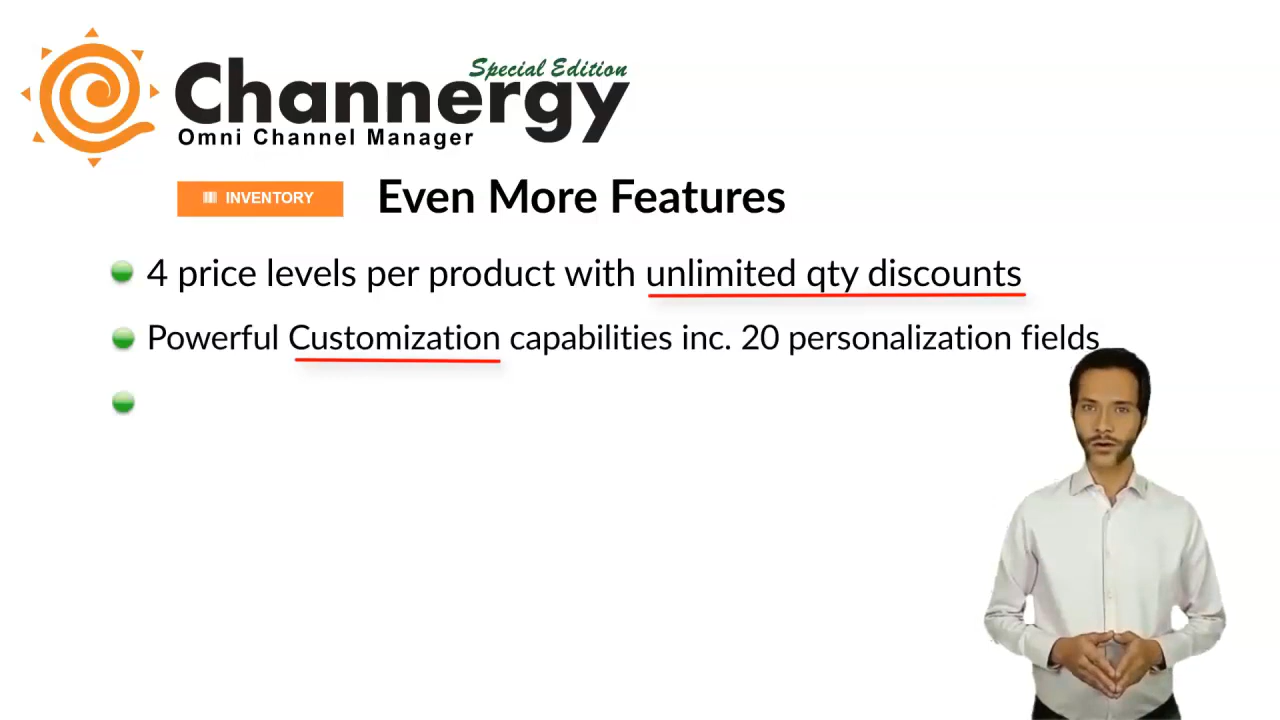 Special Edition
Channergy
Omni Channel Manager
INVENTORY
Even More Features
4 price levels per product with unlimited qty discounts
Powerful Customization capabilities inc. 20 personalization fields